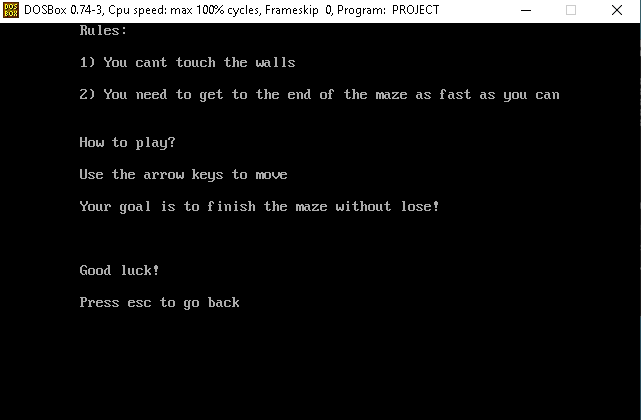 DOS BOX DOSBox 0.74-3, Cpu speed: max 100% cycles, Frameskip 0, Program: PROJECT
Rules:
1) You cant touch the walls
2) You need to get to the end of the maze as fast as you can
How to play?
Use the arrow keys to move
Your goal is to finish the maze without lose!
Good luck!
Press esc to go back